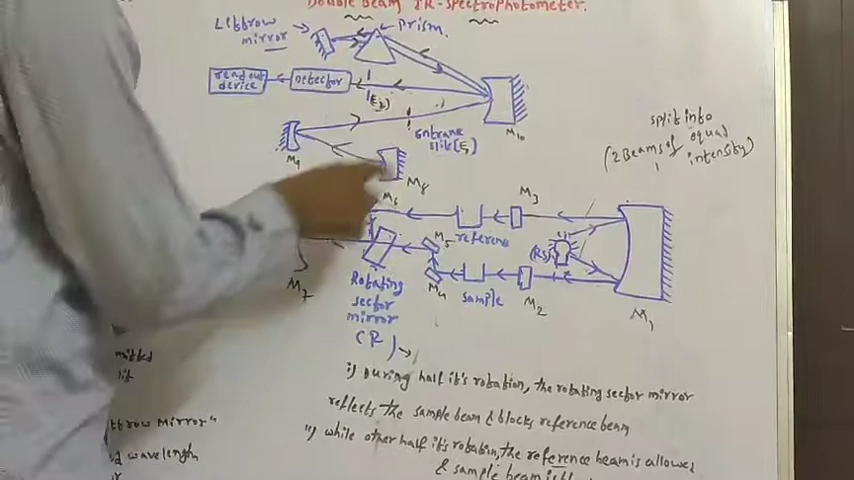 Double Beam IR-Spectrophotometer.
Littrow
mirror
Prism.
read out
device
Detector
M10
entrance
slit
M9
M8
split into
(2 Beams of equal
intensity)
M6
M3
M5
reference
(RS)
M7
Rotating
sector
mirror
(R)
M4
sample
M2
M1
i) During half it's rotation, the rotating sector mirror
reflects the sample beam & blocks reference beam
") while other half it's rotation, the reference beam is allowed
& sample beam is
mitted
Mirror"
wavelength